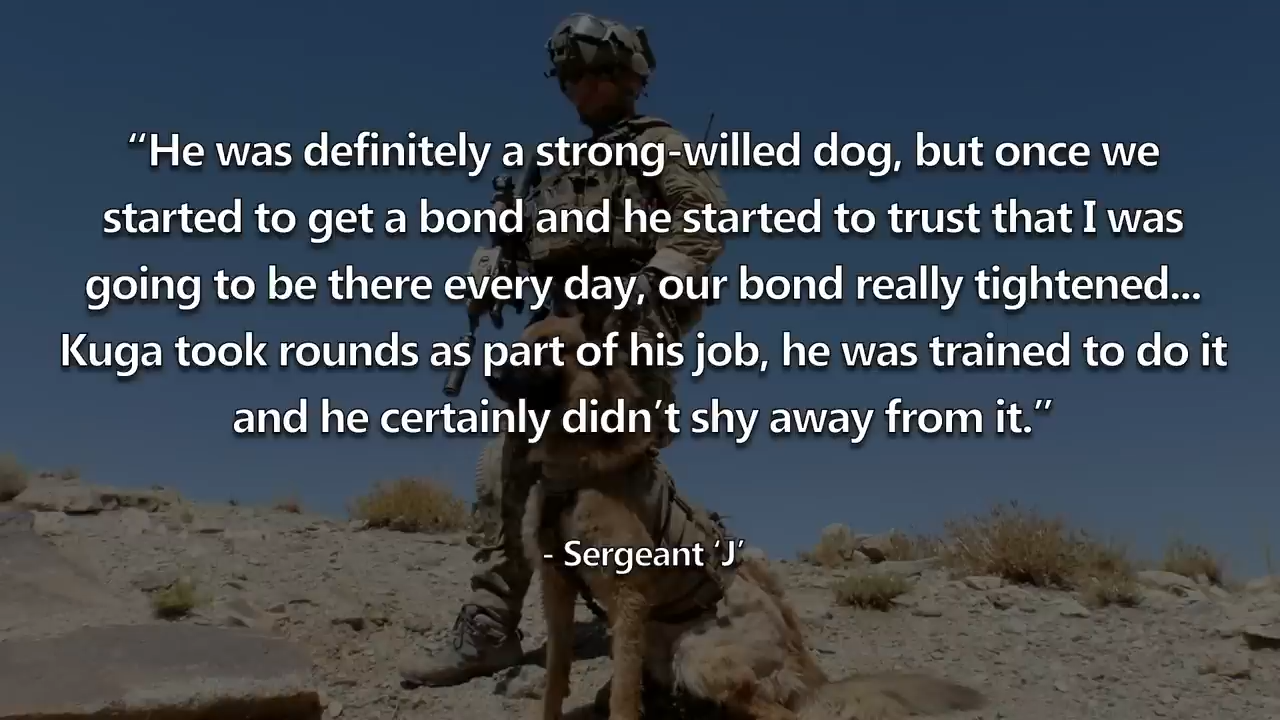 “He was definitely a strong-willed dog, but once we
started to get a bond and he started to trust that I was
going to be there every day, our bond really tightened...
Kuga took rounds as part of his job, he was trained to do it
and he certainly didn’t shy away from it.”
- Sergeant ‘J’